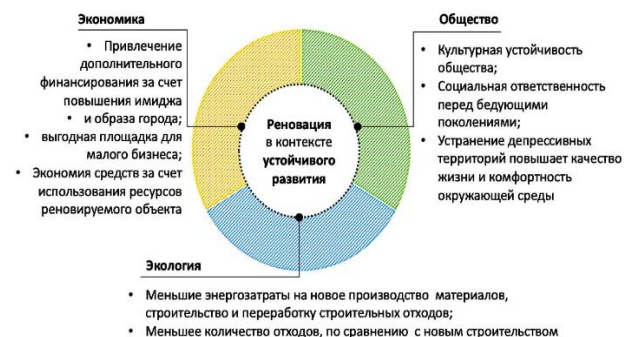 Экономика
• Привлечение
дополнительного
финансирования за счет
повышения имиджа
• и образа города;
• выгодная площадка для
малого бизнеса;
• Экономия средств за счет
использования ресурсов
реновируемого объекта
Реновация
в контексте
устойчивого
развития
Общество
• Культурная устойчивость
общества;
• Социальная ответственность
перед бедующими
поколениями;
• Устранение депрессивных
территорий повышает качество
жизни и комфортность
окружающей среды
Экология
• Меньшие энергозатраты на новое производство материалов,
строительство и переработку строительных отходов;
• Меньшее количество отходов, по сравнению с новым строительством